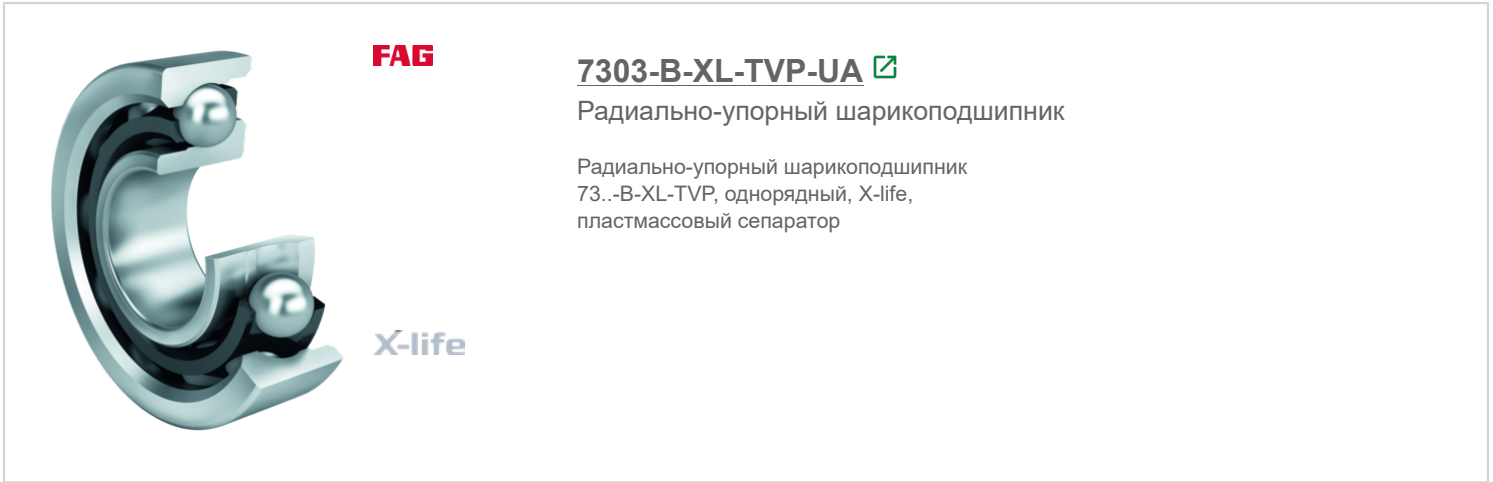 FAG
7303-B-XL-TVP-UA
Радиально-упорный шарикоподшипник
Радиально-упорный шарикоподшипник
73..-B-XL-TVP, однорядный, X-life,
пластмассовый сепаратор
X-life